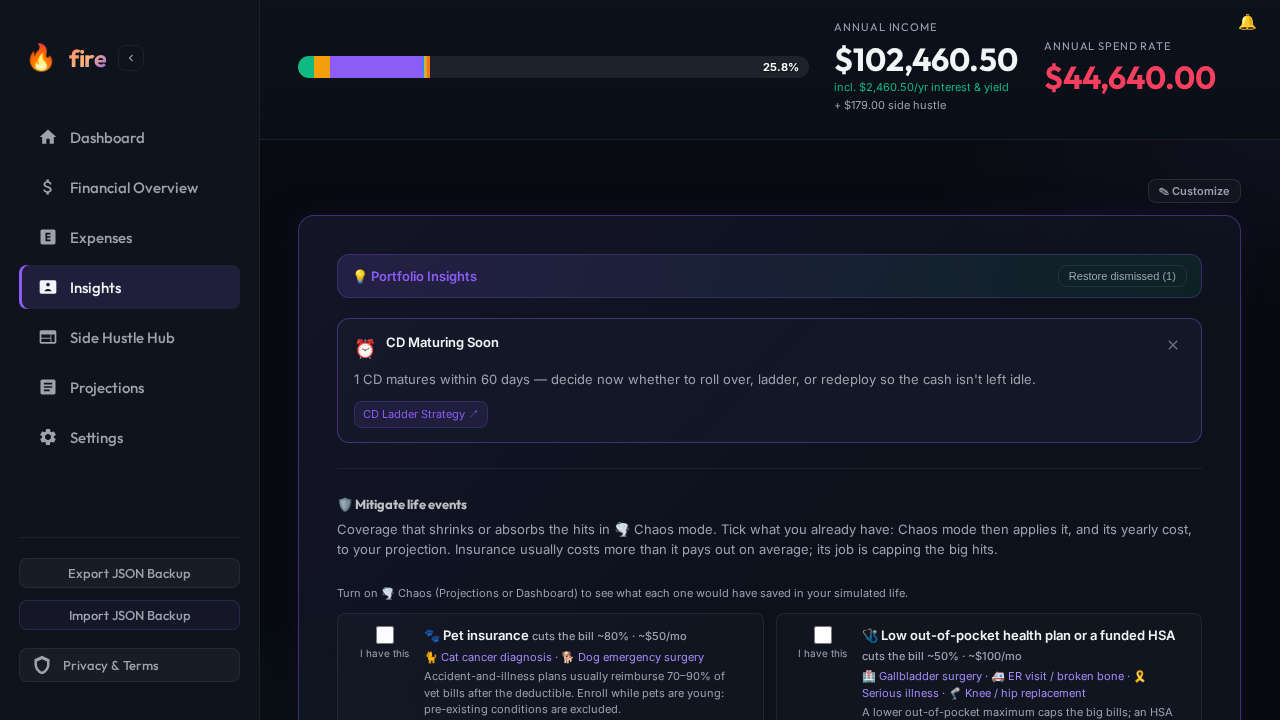 🔥 fire
Dashboard
Financial Overview
Expenses
Insights
Side Hustle Hub
Projections
Settings
Export JSON Backup
Import JSON Backup
Privacy & Terms
25.8%
ANNUAL INCOME
$102,460.50
incl. $2,460.50/yr interest & yield
+ $179.00 side hustle
ANNUAL SPEND RATE
$44,640.00
✎ Customize
💡 Portfolio Insights
Restore dismissed (1)
⏰ CD Maturing Soon
✕
1 CD matures within 60 days — decide now whether to roll over, ladder, or redeploy so the cash isn't left idle.
CD Ladder Strategy ↗
🛡️ Mitigate life events
Coverage that shrinks or absorbs the hits in 🌪️ Chaos mode. Tick what you already have: Chaos mode then applies it, and its yearly cost,
to your projection. Insurance usually costs more than it pays out on average; its job is capping the big hits.
Turn on 🌪️ Chaos (Projections or Dashboard) to see what each one would have saved in your simulated life.
I have this
🐾 Pet insurance cuts the bill ~80% · ~$50/mo
🐈 Cat cancer diagnosis · 🐕 Dog emergency surgery
Accident-and-illness plans usually reimburse 70–90% of
vet bills after the deductible. Enroll while pets are young:
pre-existing conditions are excluded.
I have this
🩺 Low out-of-pocket health plan or a funded HSA
cuts the bill ~50% · ~$100/mo
🏥 Gallbladder surgery · 🚑 ER visit / broken bone · 🎗️
Serious illness · 🦿 Knee / hip replacement
A lower out-of-pocket maximum caps the big bills; an HSA